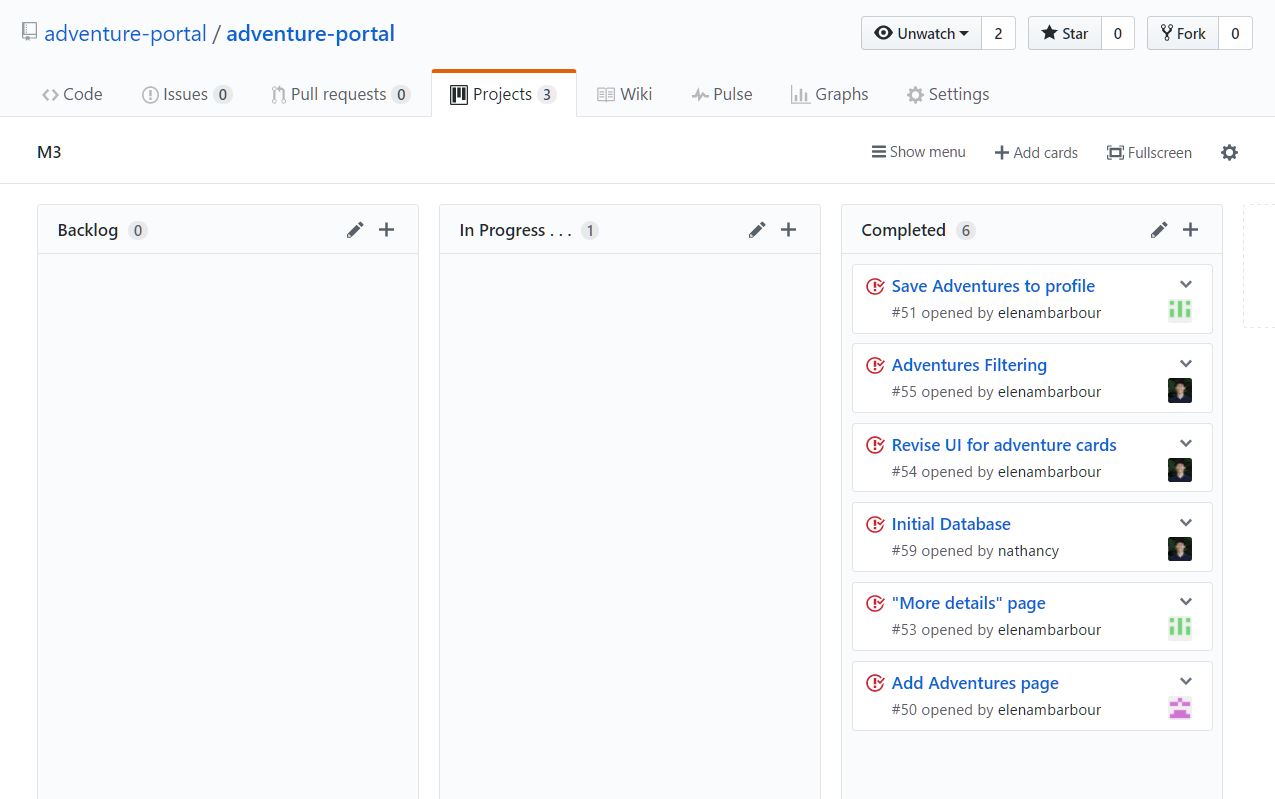 adventure-portal / adventure-portal
Unwatch 2 Star 0 Fork 0
Code Issues 0 Pull requests 0 Projects 3 Wiki Pulse Graphs Settings
M3 Show menu Add cards Fullscreen
Backlog 0
In Progress . . . 1
Completed 6
Save Adventures to profile
#51 opened by elenambarbour
Adventures Filtering
#55 opened by elenambarbour
Revise UI for adventure cards
#54 opened by elenambarbour
Initial Database
#59 opened by nathancy
"More details" page
#53 opened by elenambarbour
Add Adventures page
#50 opened by elenambarbour